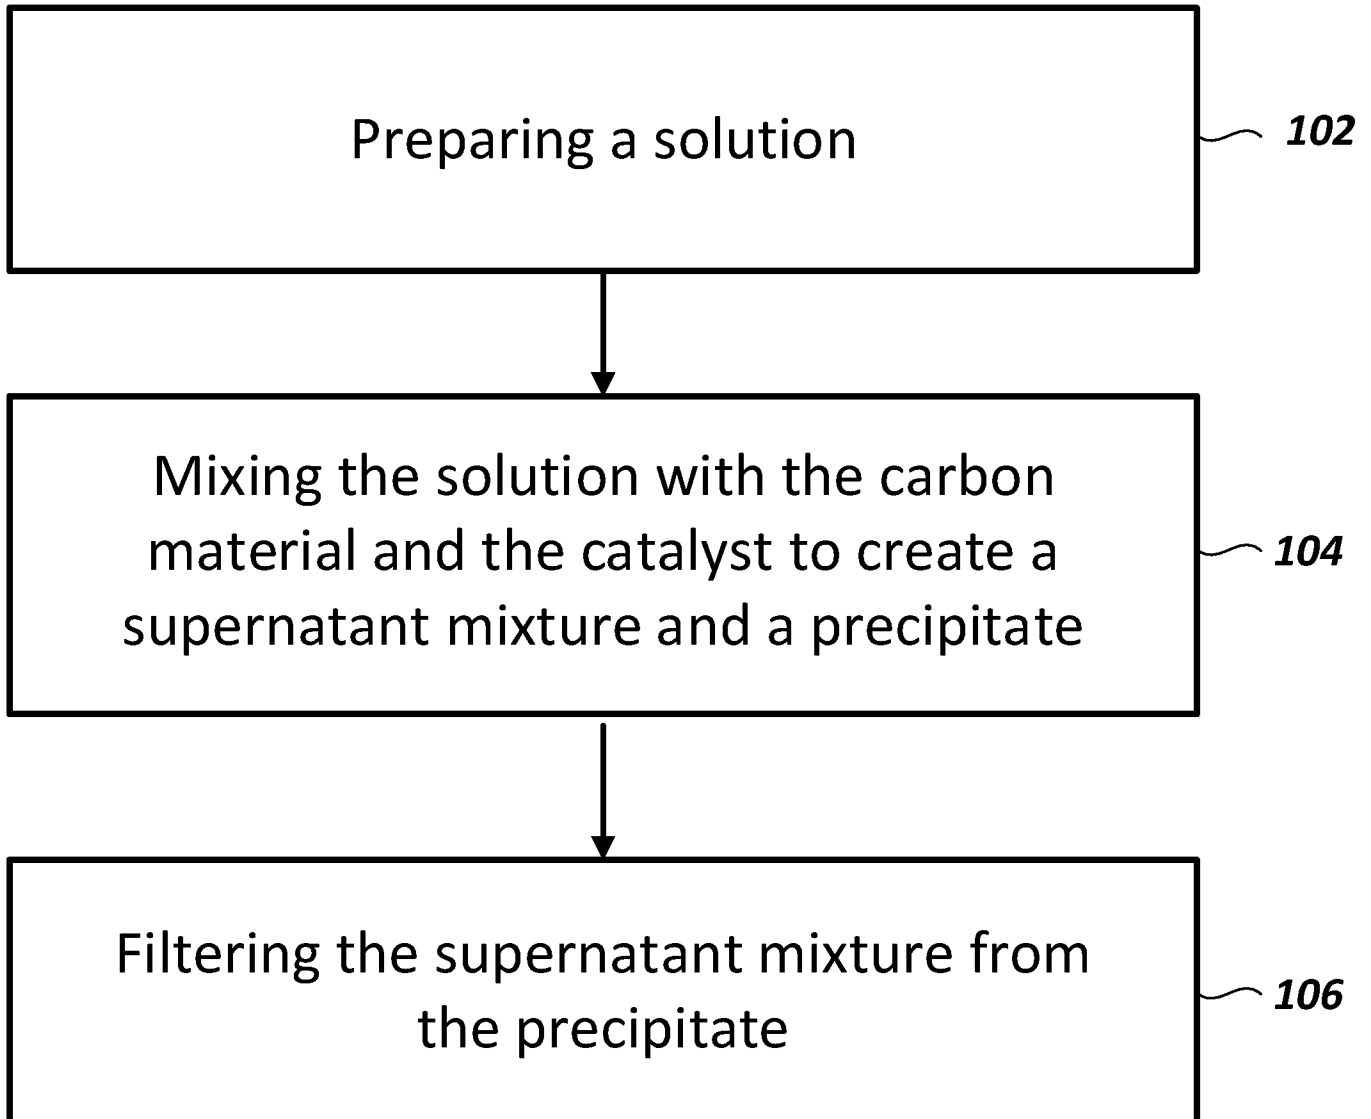 Preparing a solution
102
Mixing the solution with the carbon
material and the catalyst to create a
supernatant mixture and a precipitate
104
Filtering the supernatant mixture from
the precipitate
106